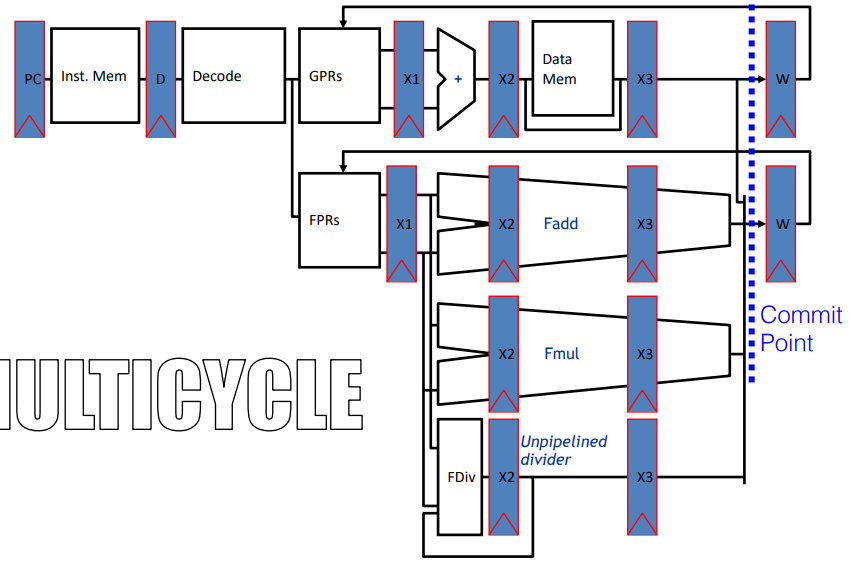 PC
Inst. Mem
D
Decode
GPRs
X1
+
X2
Data
Mem
X3
W
FPRs
X1
X2
Fadd
X3
W
Commit
Point
X2
Fmul
X3
ULTICYCLE
FDiv
X2
Unpipelined
divider
X3